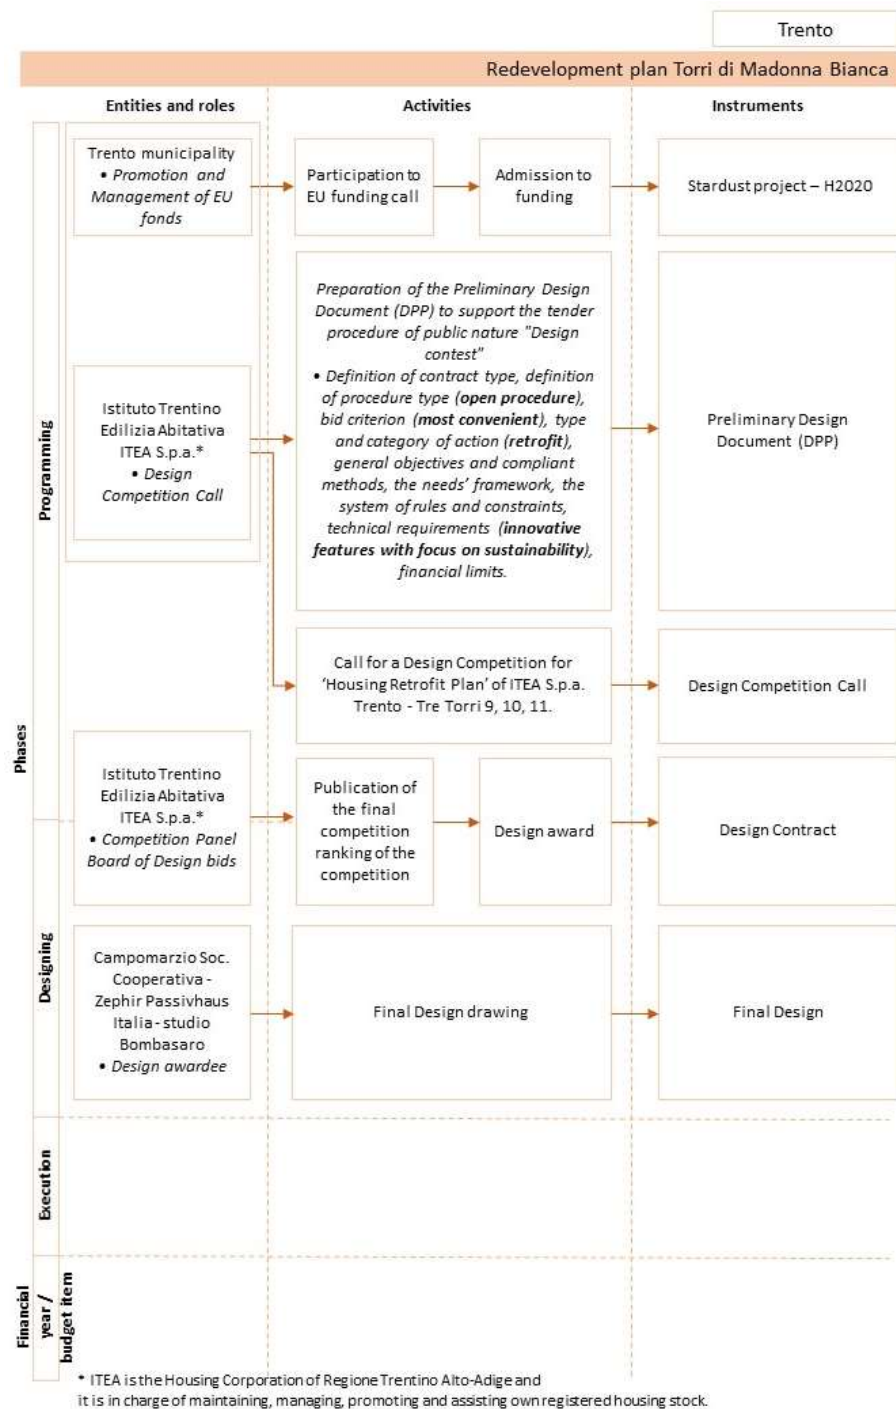 Trento
Redevelopment plan Torri di Madonna Bianca
Entities and roles
Activities
Instruments
Phases
Programming
Trento municipality
• Promotion and
Management of EU
fonds
Participation to
EU funding call
Admission to
funding
Stardust project – H2020
Istituto Trentino
Edilizia Abitativa
ITEA S.p.a.*
• Design
Competition Call
Preparation of the Preliminary Design
Document (DPP) to support the tender
procedure of public nature "Design
contest"
• Definition of contract type, definition
of procedure type (open procedure),
bid criterion (most convenient), type
and category of action (retrofit),
general objectives and compliant
methods, the needs’ framework, the
system of rules and constraints,
technical requirements (innovative
features with focus on sustainability),
financial limits.
Preliminary Design
Document (DPP)
Call for a Design Competition for
‘Housing Retrofit Plan’ of ITEA S.p.a.
Trento - Tre Torri 9, 10, 11.
Design Competition Call
Istituto Trentino
Edilizia Abitativa
ITEA S.p.a.*
• Competition Panel
Board of Design bids
Publication of
the final
competition
ranking of the
competition
Design award
Design Contract
Designing
Campomarzio Soc.
Cooperativa -
Zephir Passivhaus
Italia - studio
Bombasaro
• Design awardee
Final Design drawing
Final Design
Execution
Financial
year /
budget item
* ITEA is the Housing Corporation of Regione Trentino Alto-Adige and
it is in charge of maintaining, managing, promoting and assisting own registered housing stock.